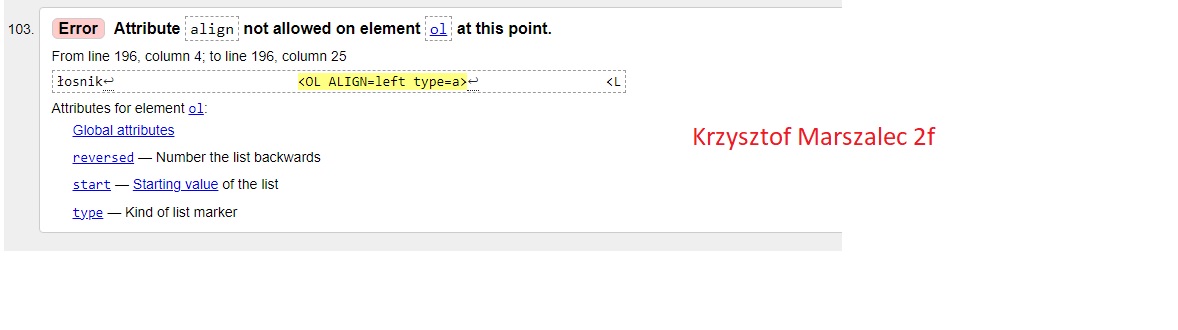 103. Error Attribute align not allowed on element ol at this point.
From line 196, column 4; to line 196, column 25
łosnik↩ <OL ALIGN=left type=a>↩ <L
Attributes for element ol:
Global attributes
Krzysztof Marszalec 2f
reversed — Number the list backwards
start — Starting value of the list
type — Kind of list marker